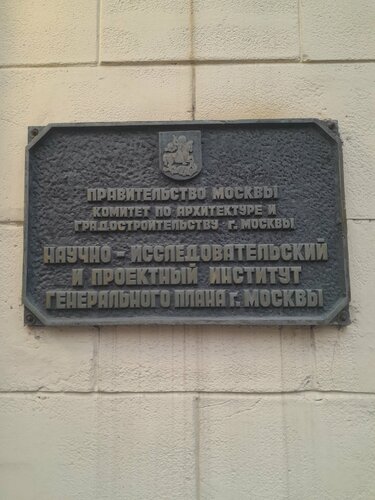 ПРАВИТЕЛЬСТВО МОСКВЫ
КОМИТЕТ ПО АРХИТЕКТУРЕ И
ГРАДОСТРОИТЕЛЬСТВУ г. МОСКВЫ
НАУЧНО - ИССЛЕДОВАТЕЛЬСКИЙ
И ПРОЕКТНЫЙ ИНСТИТУТ
ГЕНЕРАЛЬНОГО ПЛАНА г. МОСКВЫ